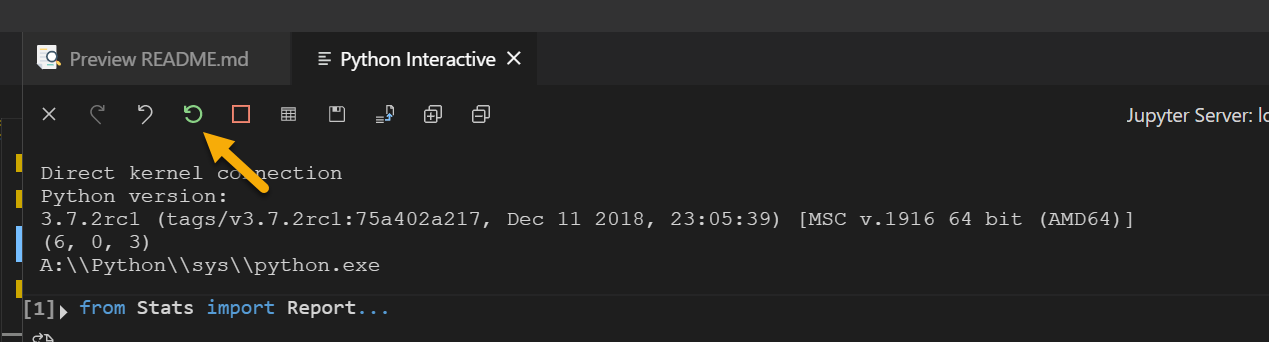 Preview README.md
Python Interactive
Jupyter Server:
Direct kernel connection
Python version:
3.7.2rc1 (tags/v3.7.2rc1:75a402a217, Dec 11 2018, 23:05:39) [MSC v.1916 64 bit (AMD64)]
(6, 0, 3)
A:\\Python\\sys\\python.exe
[1] from Stats import Report...